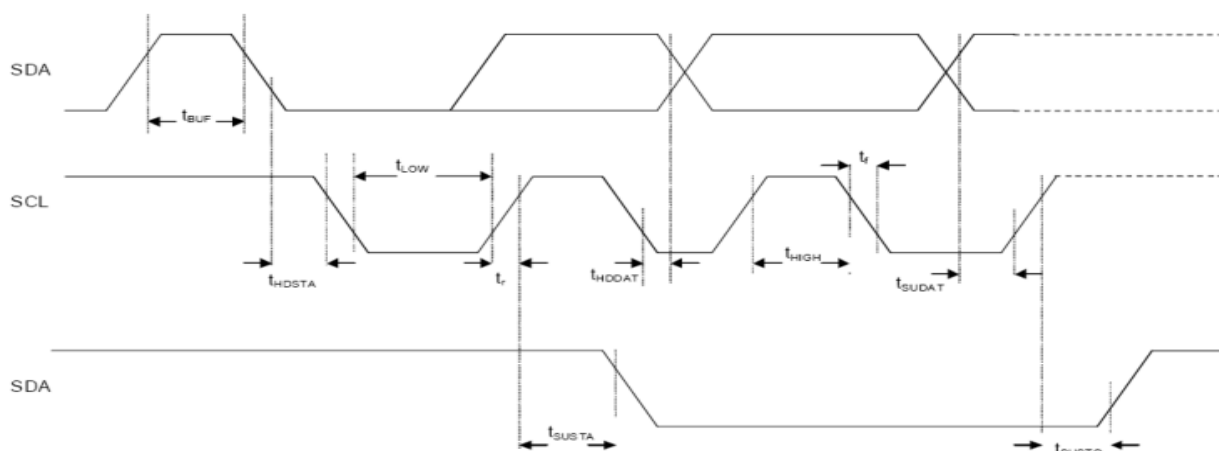 SDA
tBUF
tLOW
tf
SCL
tHDSTA
tr
tHDDAT
tHIGH
tSUDAT
SDA
tSUSTA